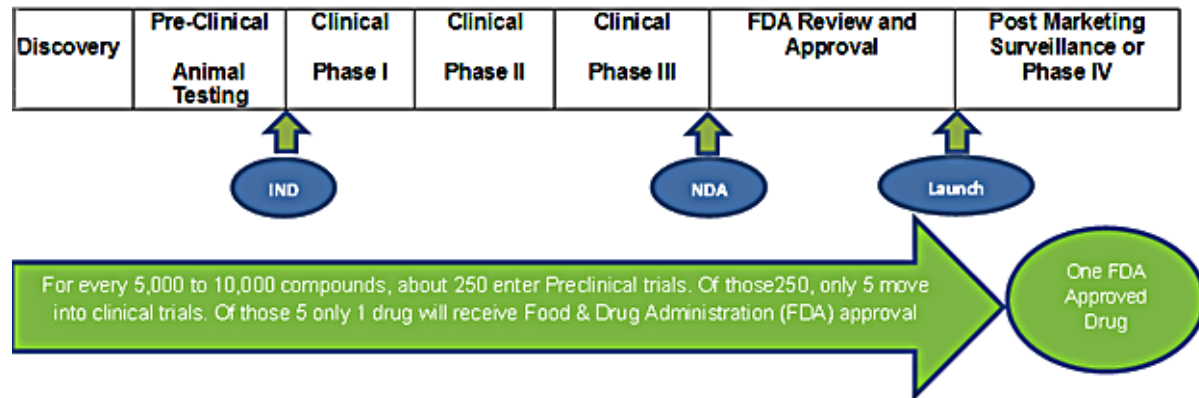 Discovery
Pre-Clinical
Animal
Testing
Clinical
Phase I
Clinical
Phase II
Clinical
Phase III
FDA Review and
Approval
Post Marketing
Surveillance or
Phase IV
IND
NDA
Launch
For every 5,000 to 10,000 compounds, about 250 enter Preclinical trials. Of those250, only 5 move
into clinical trials. Of those 5 only 1 drug will receive Food & Drug Administration (FDA) approval
One FDA
Approved
Drug